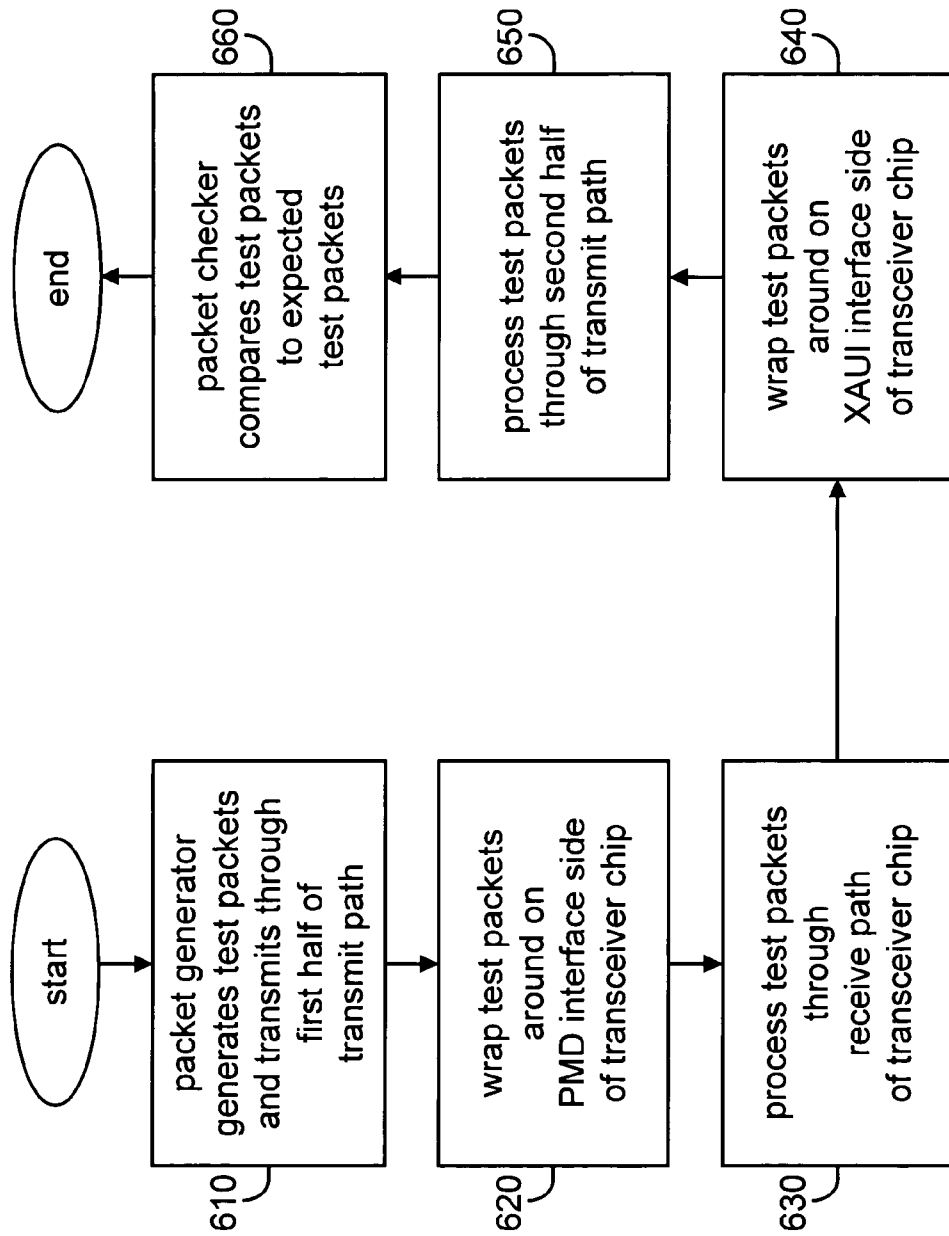 start
packet generator
generates test packets
and transmits through
first half of
transmit path
610
wrap test packets
around on
PMD interface side
of transceiver chip
620
process test packets
through
receive path
of transceiver chip
630
wrap test packets
around on
XAUI interface side
of transceiver chip
640
process test packets
through second half
of transmit path
650
packet checker
compares test packets
to expected
test packets
660
end